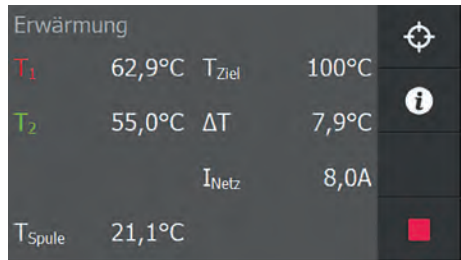 Erwärmung
T1 62,9°C TZiel 100°C
T2 55,0°C ΔT 7,9°C
INetz 8,0A
TSpule 21,1°C